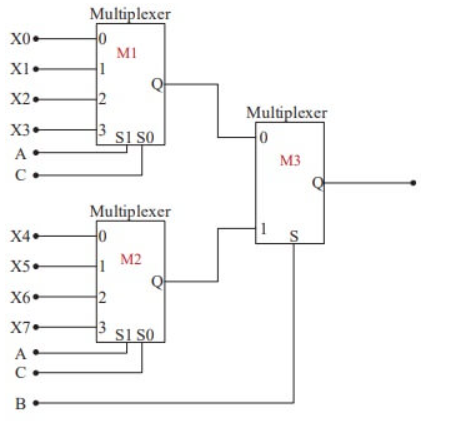 Multiplexer
X0 0
M1
X1 1
Q
X2 2
X3 3
S1 S0
A
C
Multiplexer
0
M3
Q
1
S
Multiplexer
X4 0
M2
X5 1
Q
X6 2
X7 3
S1 S0
A
C
B